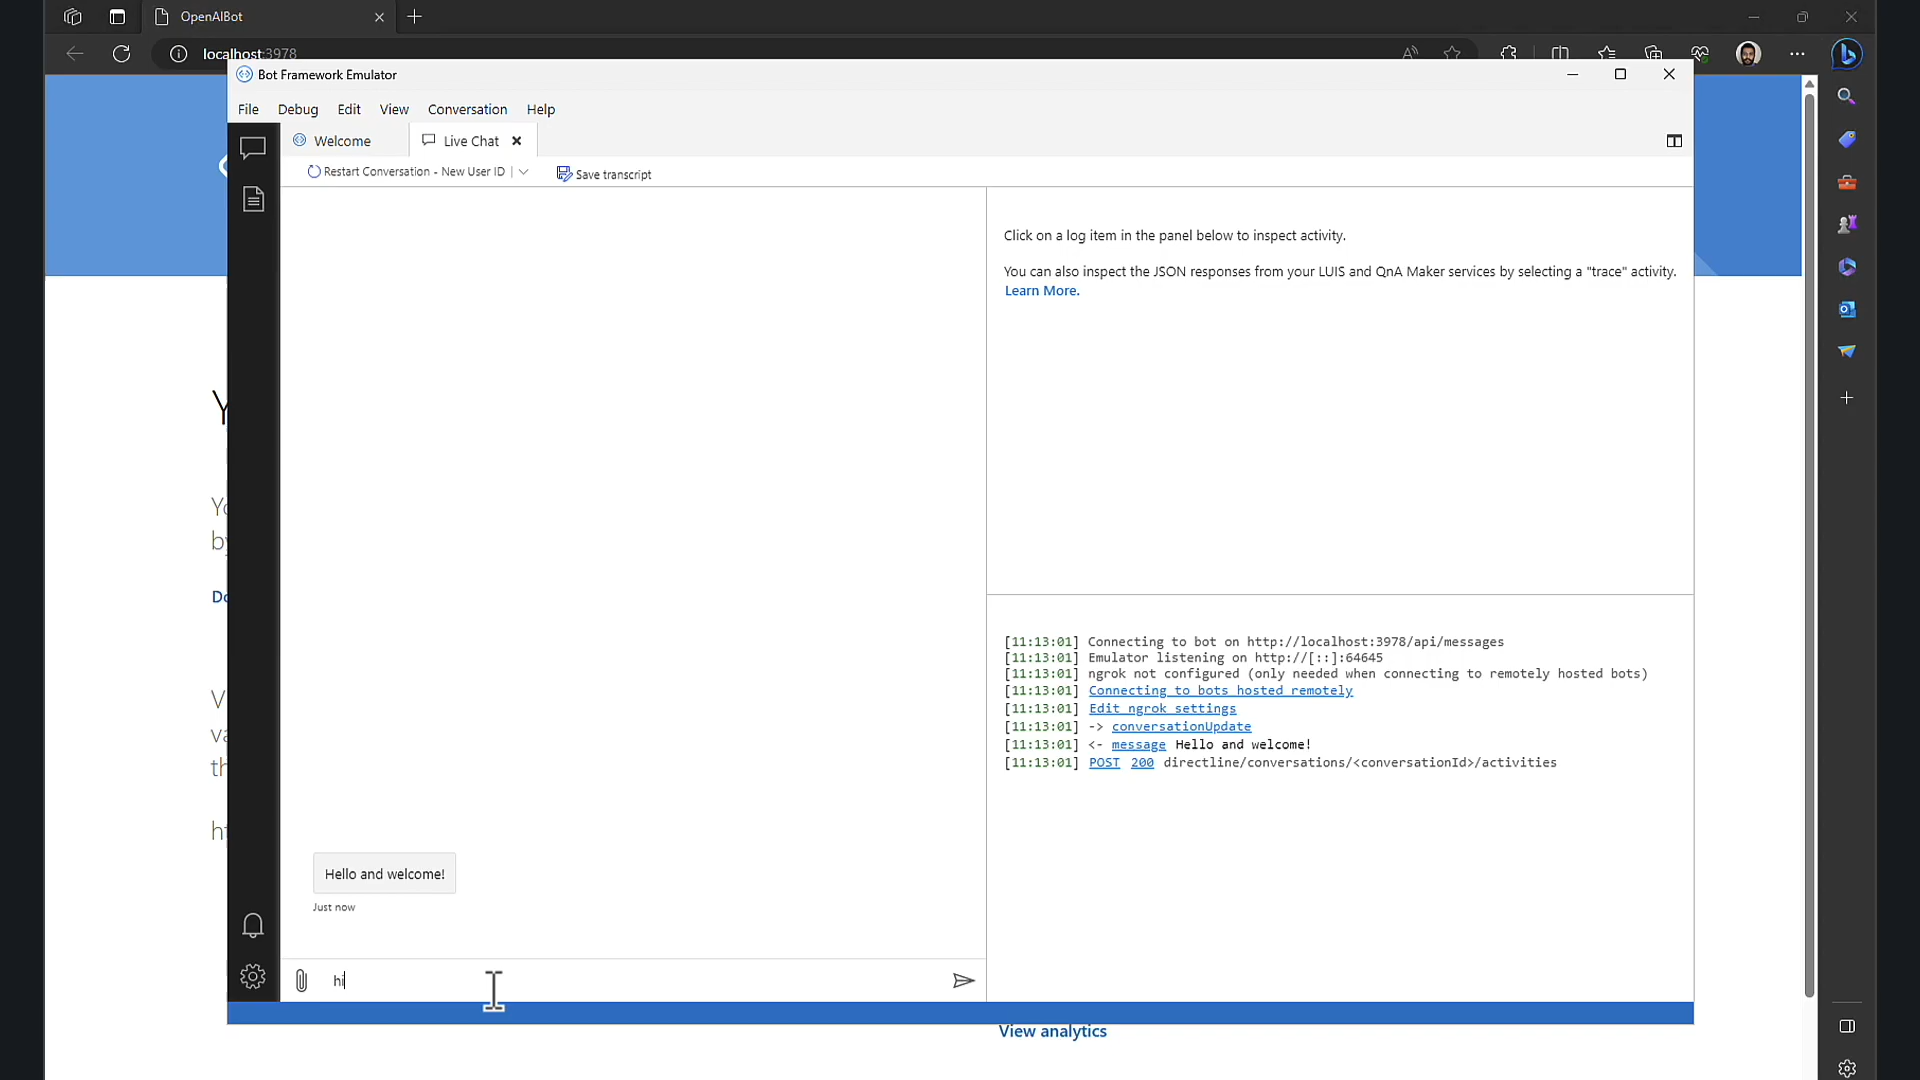 OpenAIBot
localhost:3978
Bot Framework Emulator
File Debug Edit View Conversation Help
Welcome
Live Chat
Restart Conversation - New User ID
Save transcript
Click on a log item in the panel below to inspect activity.
You can also inspect the JSON responses from your LUIS and QnA Maker services by selecting a "trace" activity.
Learn More.
[11:13:01] Connecting to bot on http://localhost:3978/api/messages
[11:13:01] Emulator listening on http://[::]:64645
[11:13:01] ngrok not configured (only needed when connecting to remotely hosted bots)
[11:13:01] Connecting to bots hosted remotely
[11:13:01] Edit ngrok settings
[11:13:01] -> conversationUpdate
[11:13:01] <- message Hello and welcome!
[11:13:01] POST 200 directline/conversations/<conversationId>/activities
Hello and welcome!
Just now
hi
View analytics